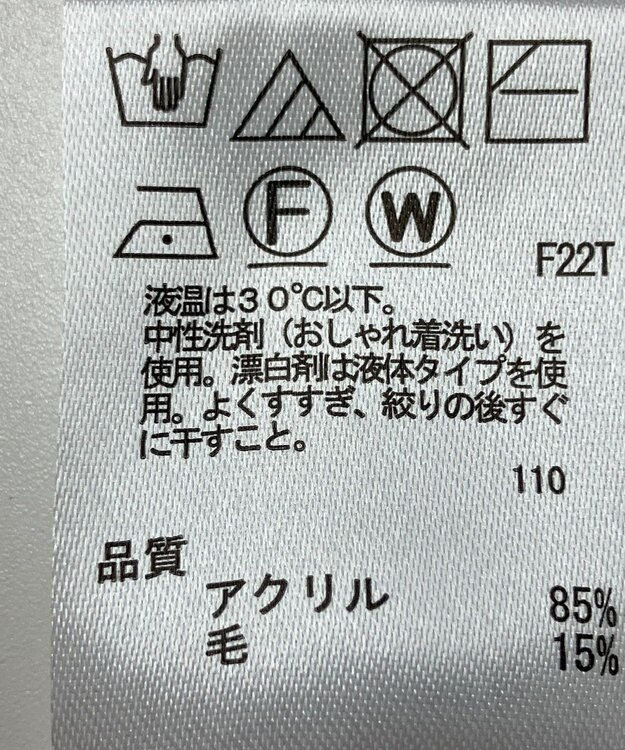 F
W
F22T
液温は30℃以下。
中性洗剤（おしゃれ着洗い）を
使用。漂白剤は液体タイプを使
用。よくすすぎ、絞りの後すぐ
に干すこと。
110
品質
アクリル 85%
毛 15%